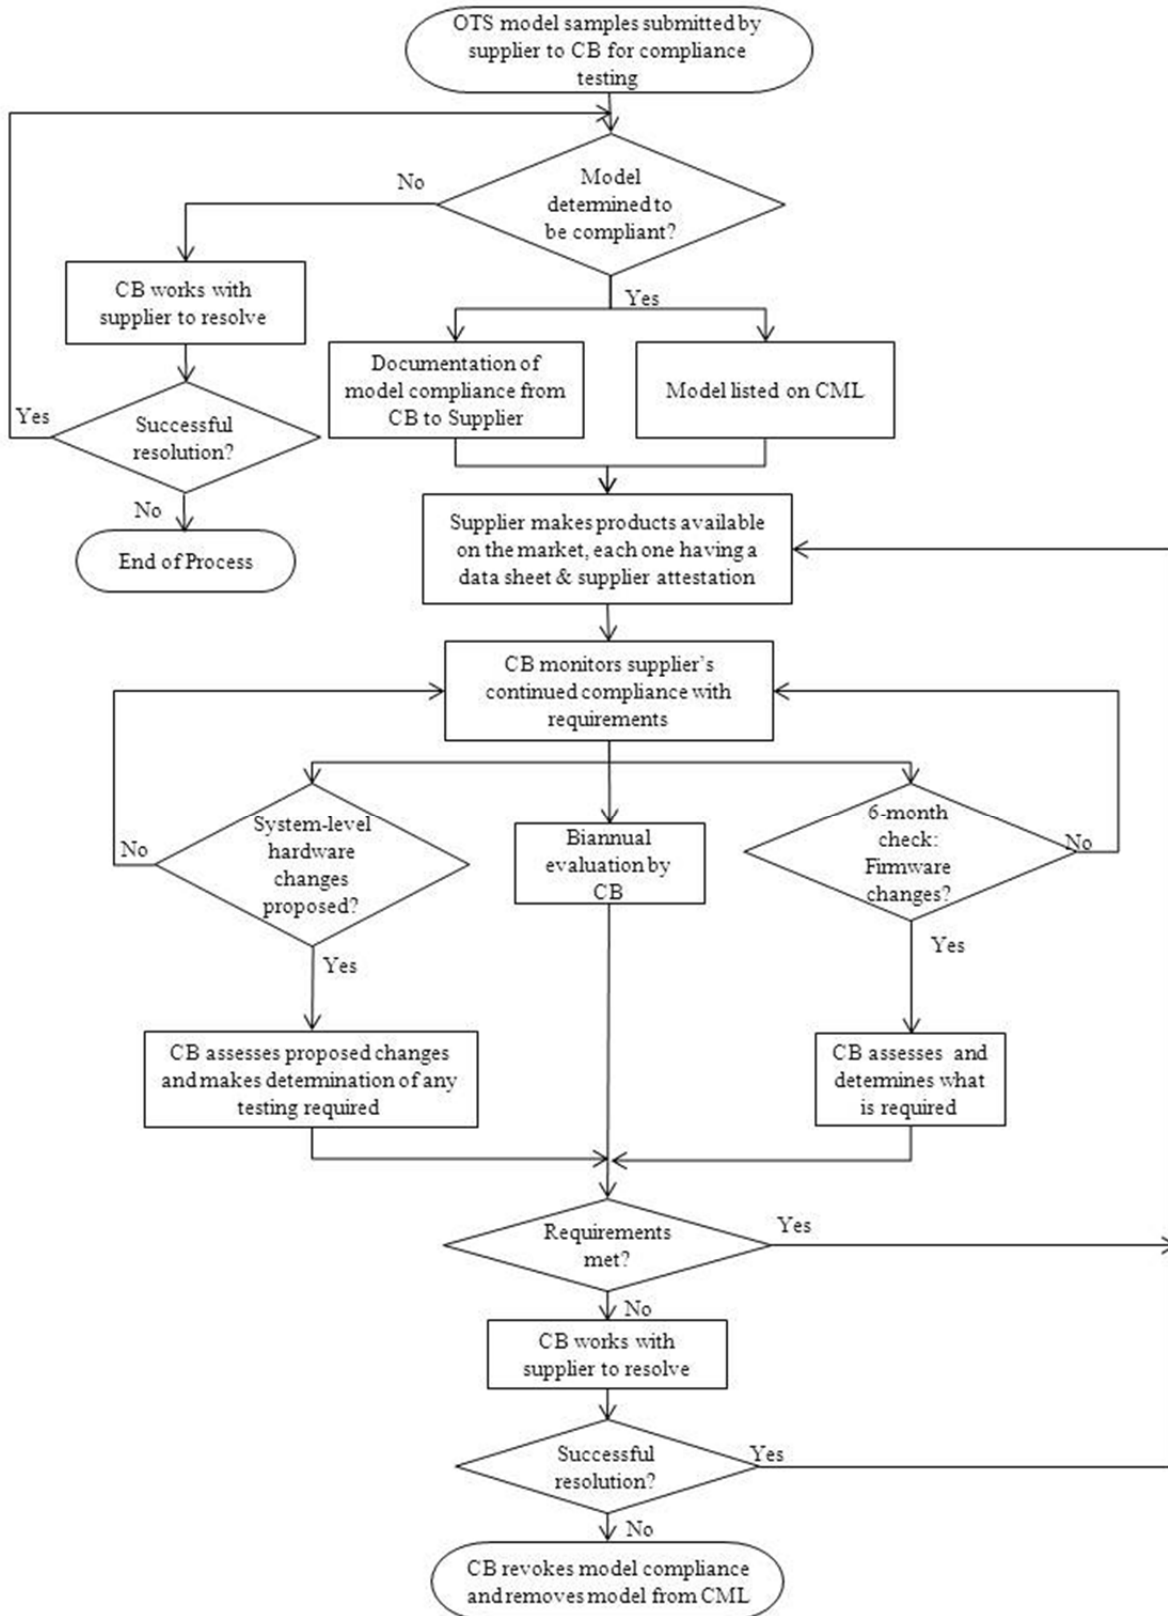 OTS model samples submitted by
supplier to CB for compliance
testing
No
Model
determined to
be compliant?
CB works with
supplier to resolve
Yes
Documentation of
model compliance from
CB to Supplier
Model listed on CML
Yes
Successful
resolution?
No
End of Process
Supplier makes products available
on the market, each one having a
data sheet & supplier attestation
CB monitors supplier’s
continued compliance with
requirements
No
System-level
hardware
changes
proposed?
Biannual
evaluation by
CB
6-month
check:
Firmware
changes?
No
Yes
Yes
CB assesses proposed changes
and makes determination of any
testing required
CB assesses and
determines what
is required
Requirements
met?
Yes
No
CB works with
supplier to resolve
Successful
resolution?
Yes
No
CB revokes model compliance
and removes model from CML